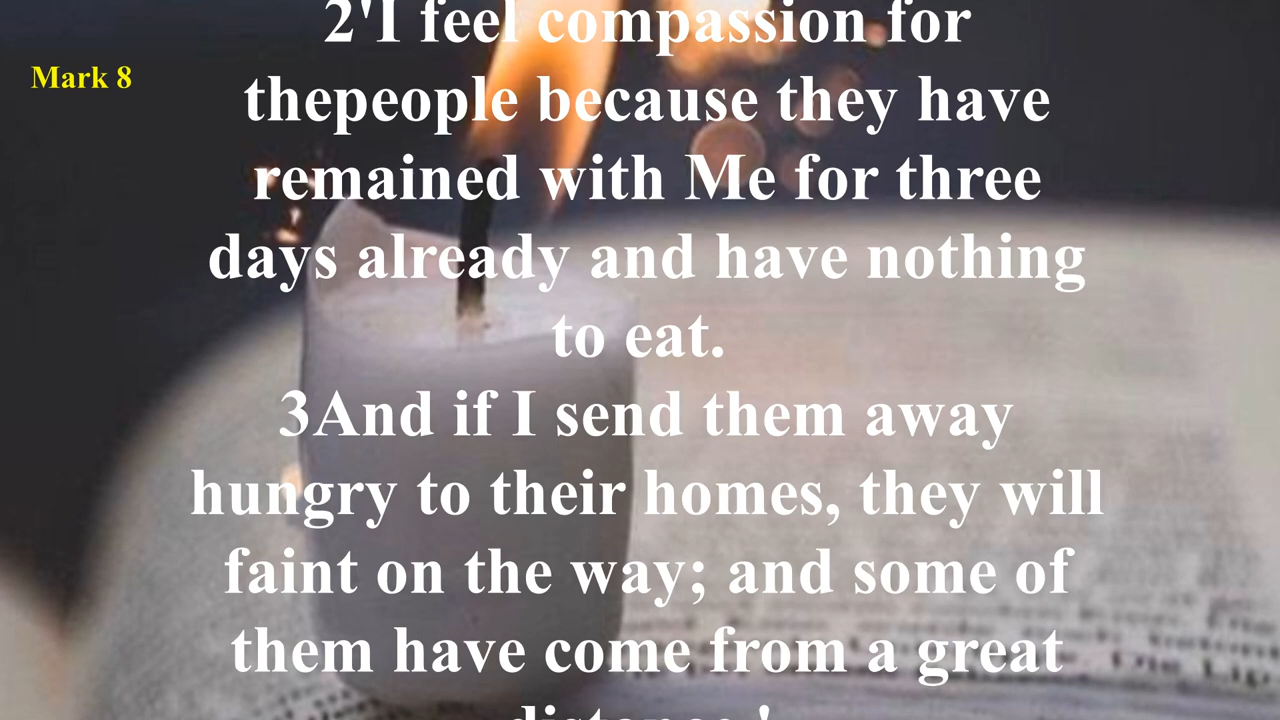 2'I feel compassion for
Mark 8
thepeople because they have
remained with Me for three
days already and have nothing
to eat.
3And if I send them away
hungry to their homes, they will
faint on the way; and some of
them have come from a great
distance.'